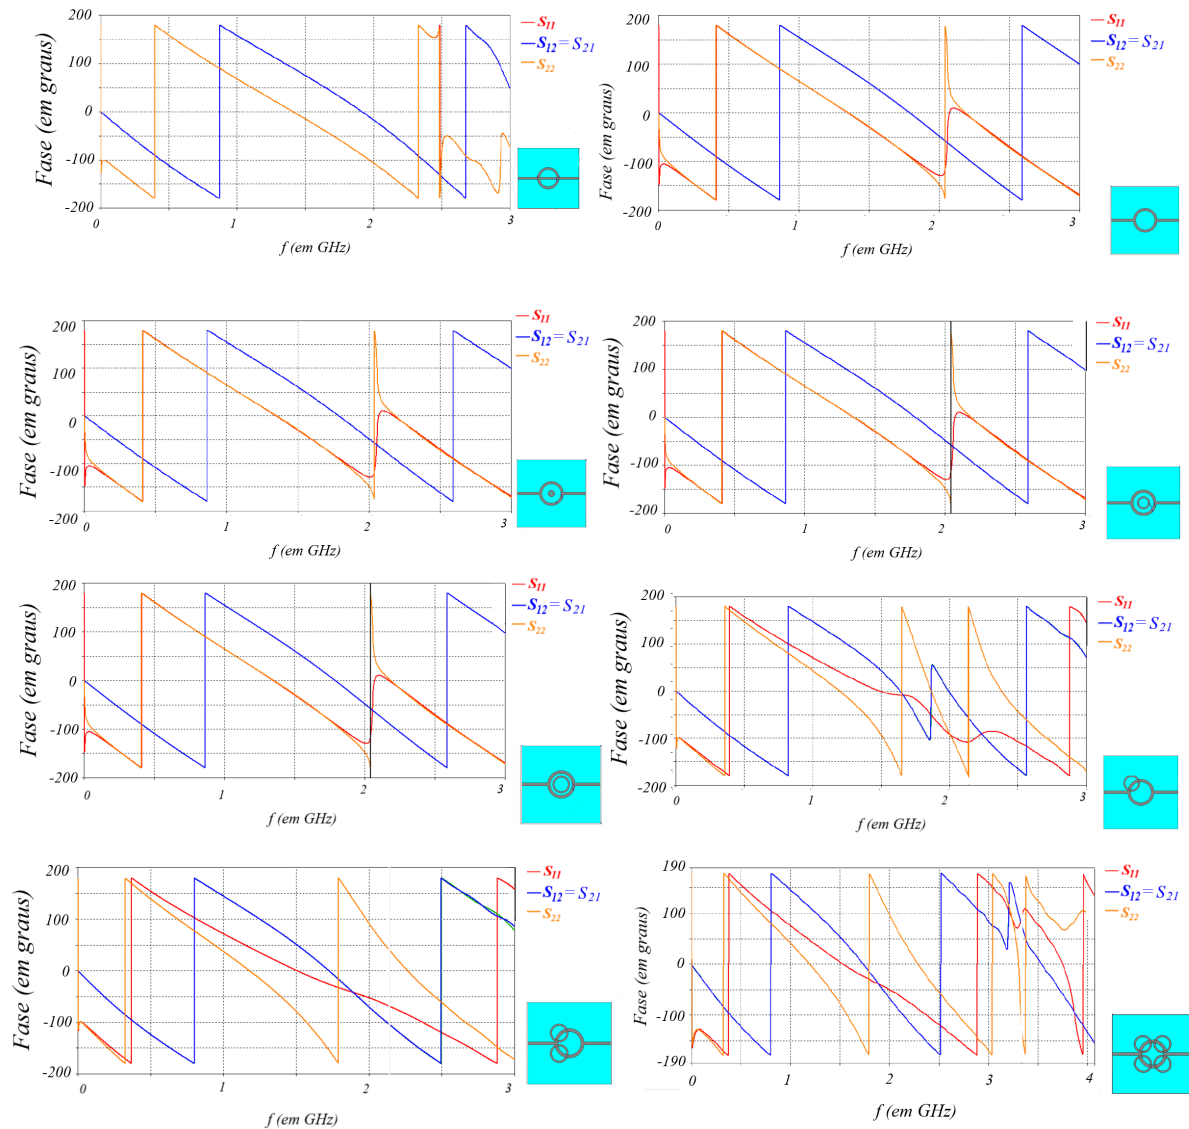 200
100
0
-100
-200
Fase (em graus)
0
1
2
3
f (em GHz)
S11
S12 = S21
S22
200
100
0
-100
-200
Fase (em graus)
0
1
2
3
f (em GHz)
S11
S12 = S21
S22
200
100
0
-100
-200
Fase (em graus)
0
1
2
3
f (em GHz)
S11
S12 = S21
S22
200
100
0
-100
-200
Fase (em graus)
0
1
2
3
f (em GHz)
S11
S12 = S21
S22
200
100
0
-100
-200
Fase (em graus)
0
1
2
3
f (em GHz)
S11
S12 = S21
S22
200
100
0
-100
-200
Fase (em graus)
0
1
2
3
f (em GHz)
S11
S12 = S21
S22
200
100
0
-100
-200
Fase (em graus)
0
1
2
3
f (em GHz)
S11
S12 = S21
S22
190
100
0
-100
-190
Fase (em graus)
0
1
2
3
4
f (em GHz)
S11
S12 = S21
S22